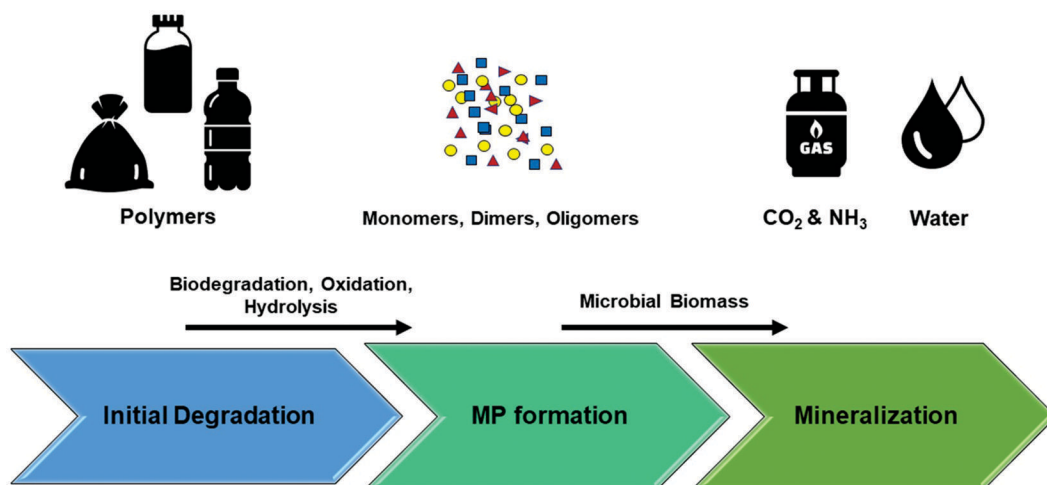 GAS
Polymers
Monomers, Dimers, Oligomers
CO₂ & NH₃
Water
Biodegradation, Oxidation,
Hydrolysis
Microbial Biomass
Initial Degradation
MP formation
Mineralization